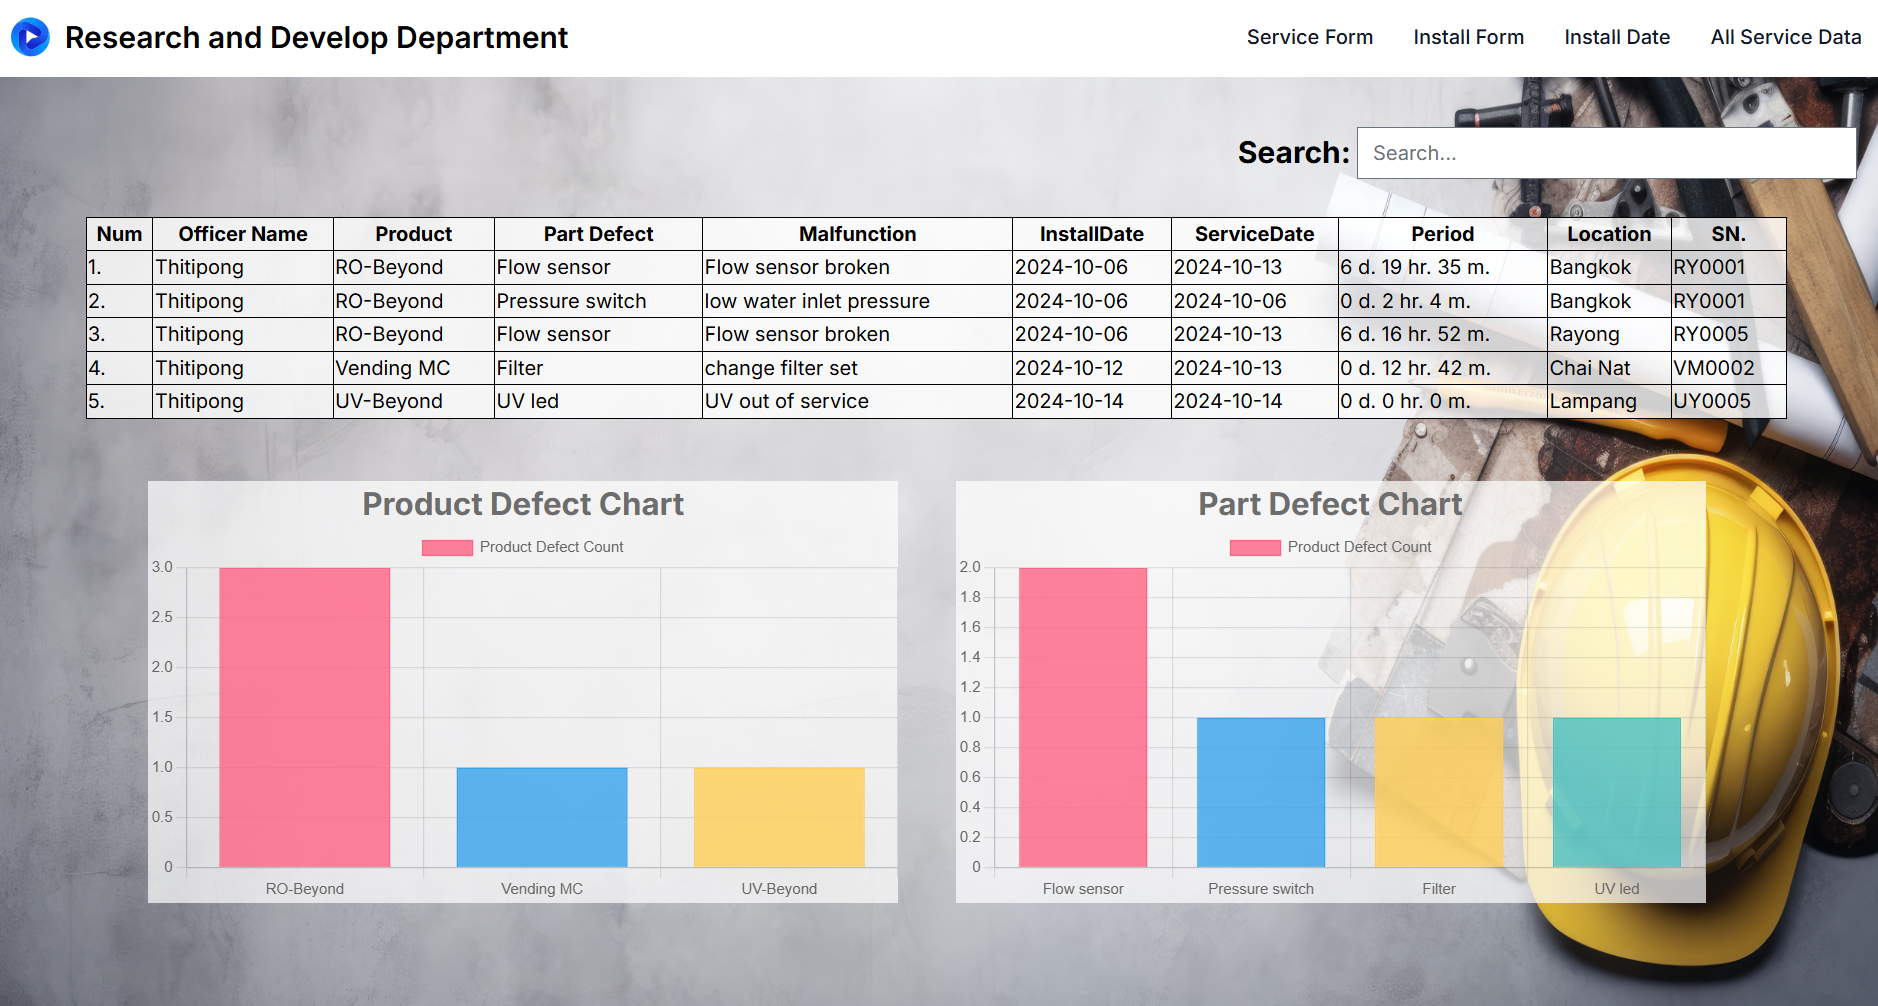 Research and Develop Department
Service Form Install Form Install Date All Service Data
Search: Search...
Num Officer Name Product Part Defect Malfunction InstallDate ServiceDate Period Location SN.
1. Thitipong RO-Beyond Flow sensor Flow sensor broken 2024-10-06 2024-10-13 6 d. 19 hr. 35 m. Bangkok RY0001
2. Thitipong RO-Beyond Pressure switch low water inlet pressure 2024-10-06 2024-10-06 0 d. 2 hr. 4 m. Bangkok RY0001
3. Thitipong RO-Beyond Flow sensor Flow sensor broken 2024-10-06 2024-10-13 6 d. 16 hr. 52 m. Rayong RY0005
4. Thitipong Vending MC Filter change filter set 2024-10-12 2024-10-13 0 d. 12 hr. 42 m. Chai Nat VM0002
5. Thitipong UV-Beyond UV led UV out of service 2024-10-14 2024-10-14 0 d. 0 hr. 0 m. Lampang UY0005
Product Defect Chart
Product Defect Count
3.0
2.5
2.0
1.5
1.0
0.5
0
RO-Beyond Vending MC UV-Beyond
Part Defect Chart
Product Defect Count
2.0
1.8
1.6
1.4
1.2
1.0
0.8
0.6
0.4
0.2
0
Flow sensor Pressure switch Filter UV led